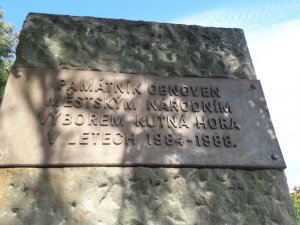 PAMÁTNÍK OBNOVEN
MĚSTSKÝM NÁRODNÍM
VÝBOREM KUTNÁ HORA
V LETECH 1984-1988.